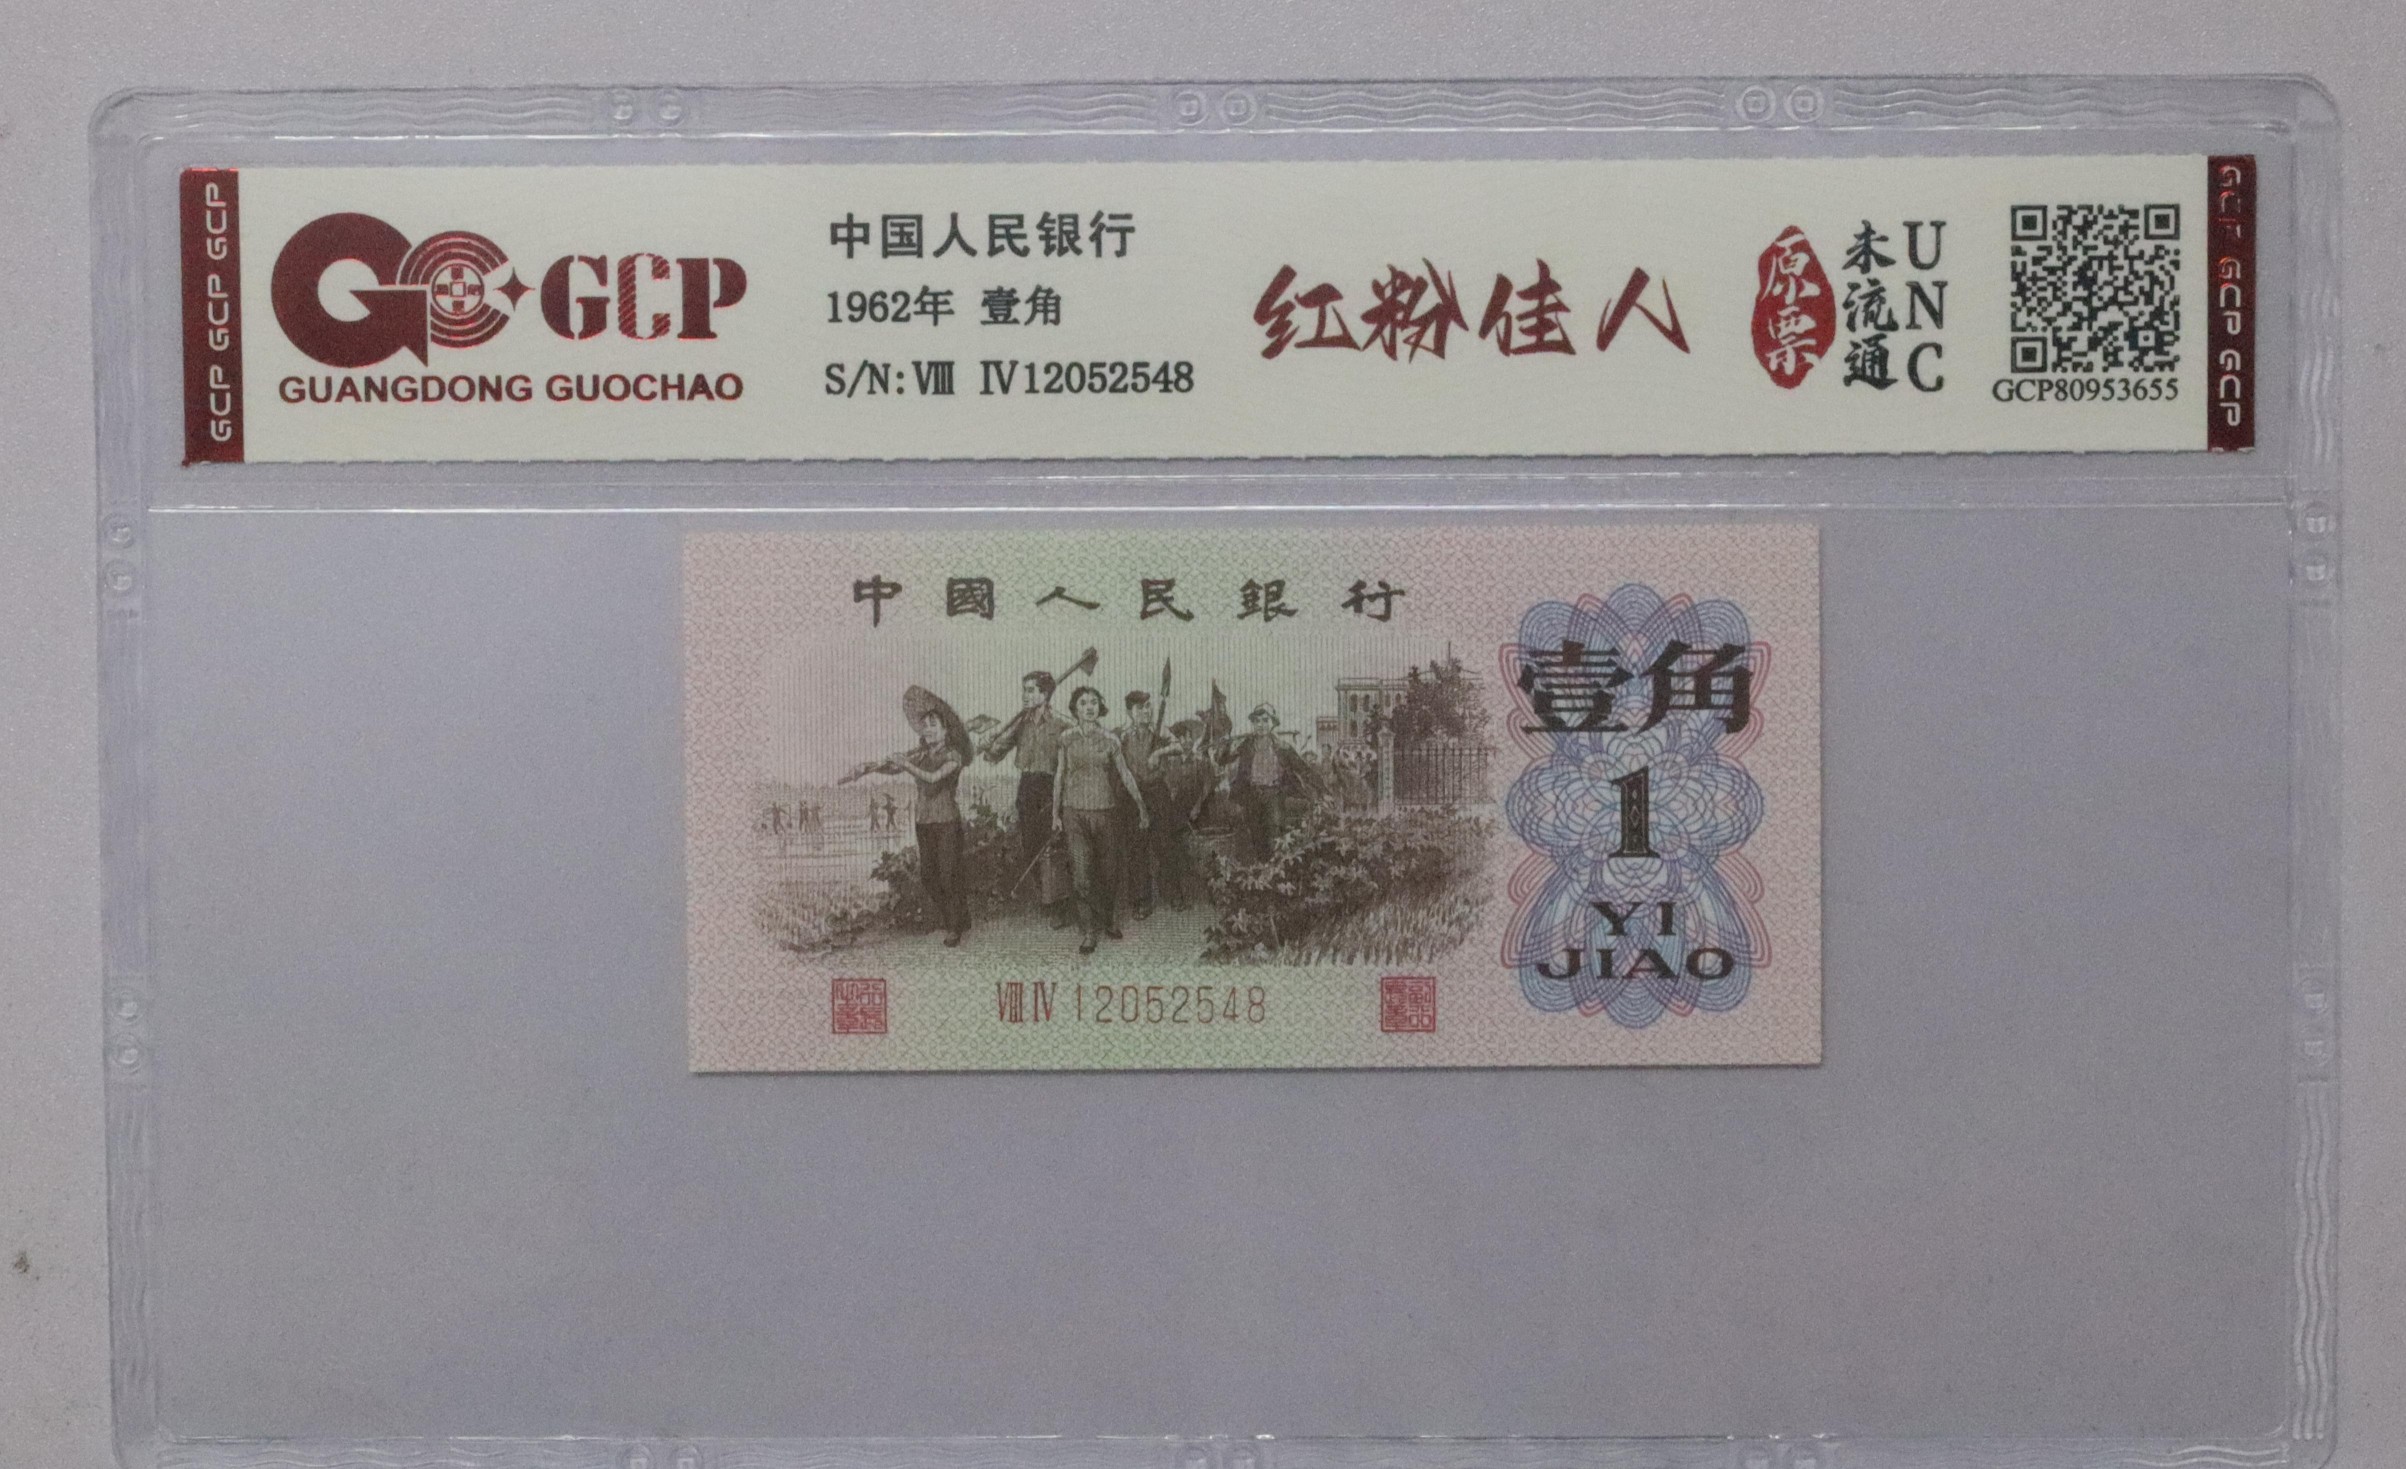 GCP GCP GCP
GCP
GUANGDONG GUOCHAO
中国人民银行
1962年 壹角
S/N: Ⅷ Ⅳ12052548
红粉佳人
原票
未流通
UNC
GCP80953655
GCP GCP GCP
中國人民銀行
壹角
1
YI
JIAO
ⅧⅣ 12052548